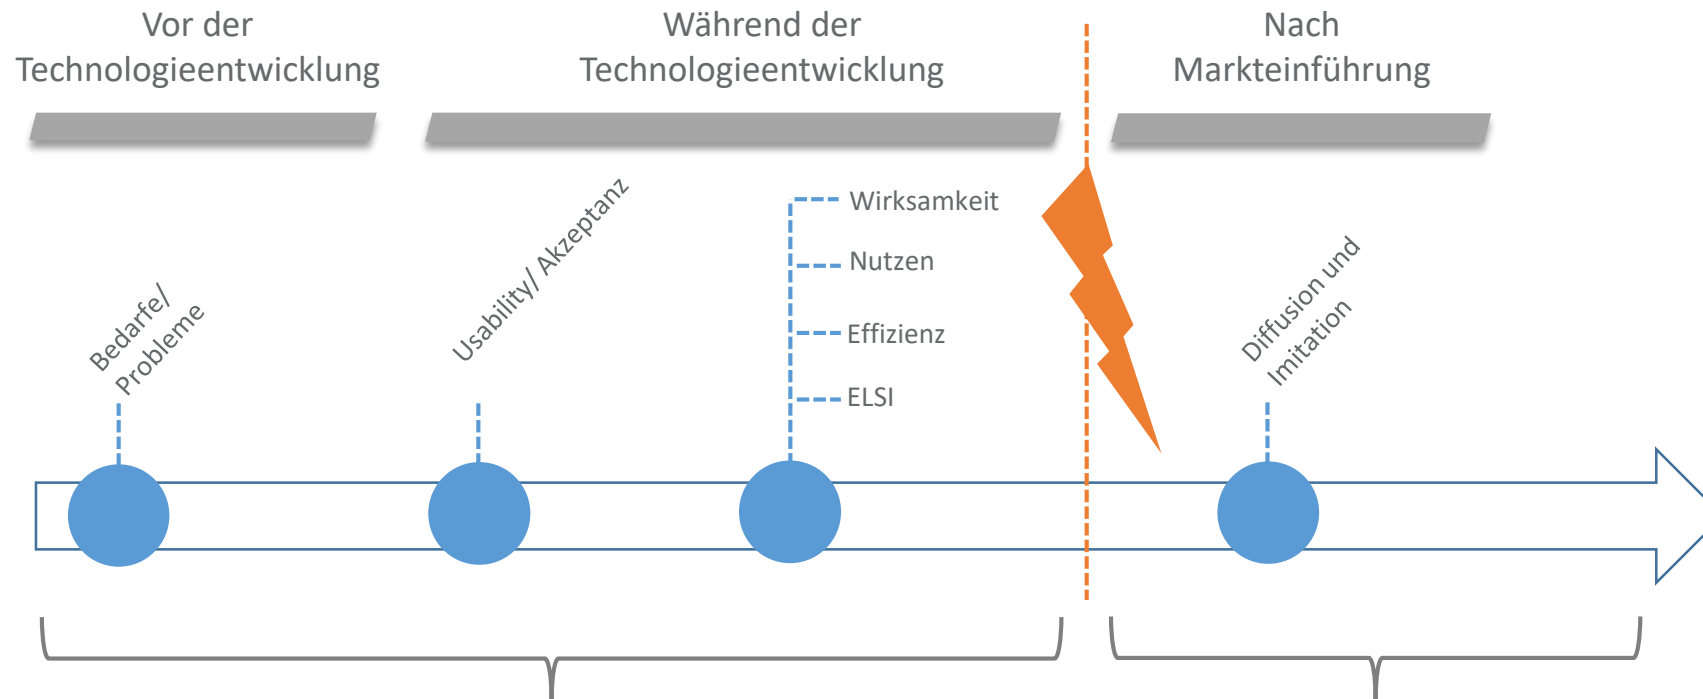 Vor der
Technologieentwicklung
Während der
Technologieentwicklung
Nach
Markteinführung
Bedarfe/
Probleme
Usability/ Akzeptanz
Wirksamkeit
Nutzen
Effizienz
ELSI
Diffusion und
Imitation